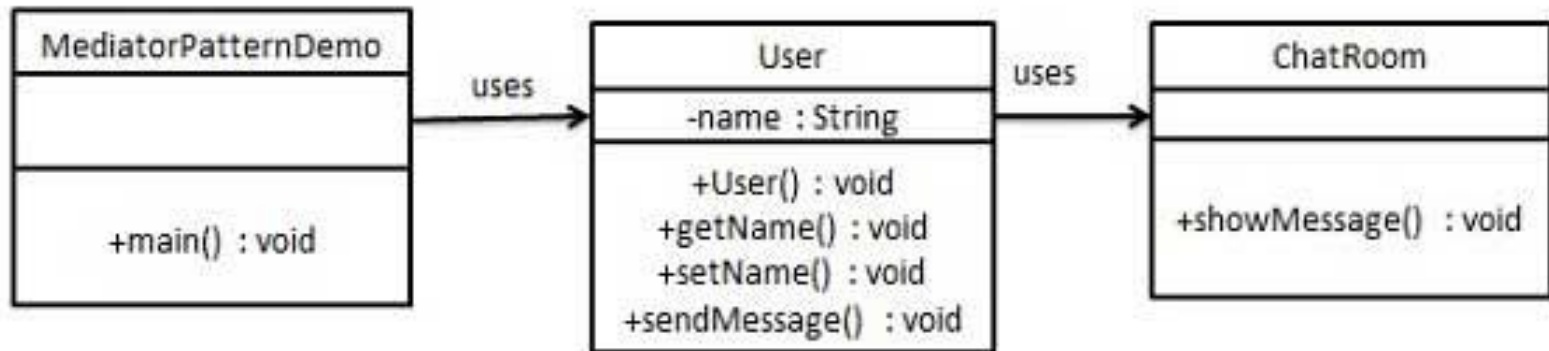 MediatorPatternDemo
+main() : void
uses
User
-name : String
+User() : void
+getName() : void
+setName() : void
+sendMessage() : void
uses
ChatRoom
+showMessage() : void